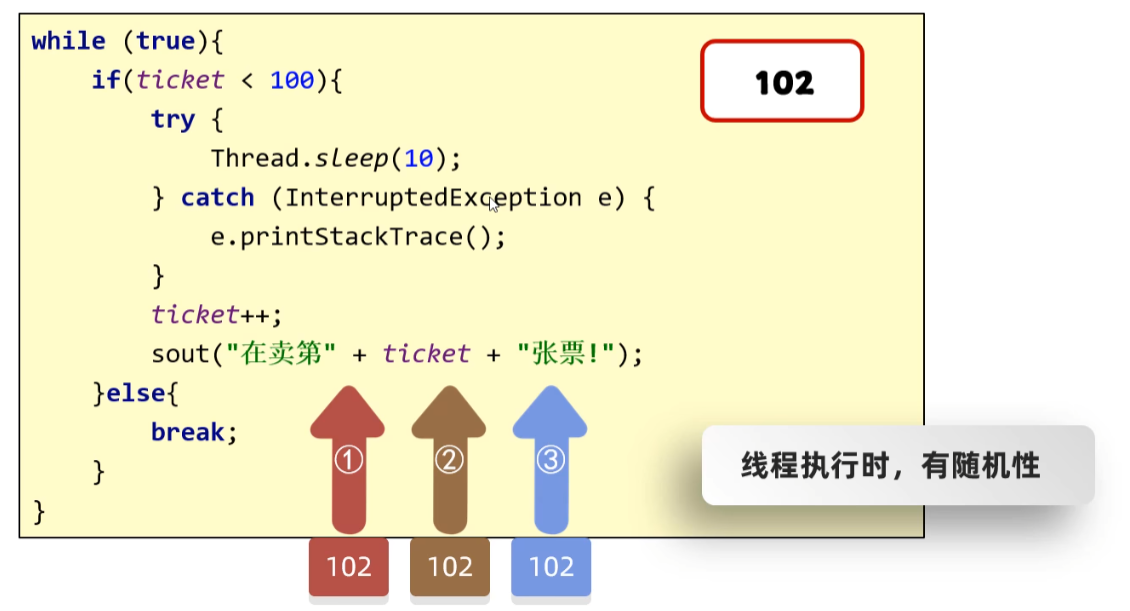 while (true){
if(ticket < 100){
102
try {
Thread.sleep(10);
} catch (InterruptedException e) {
e.printStackTrace();
}
ticket++;
sout("在卖第" + ticket + "张票!");
}else{
break;
① ② ③
线程执行时，有随机性
}
}
102 102 102